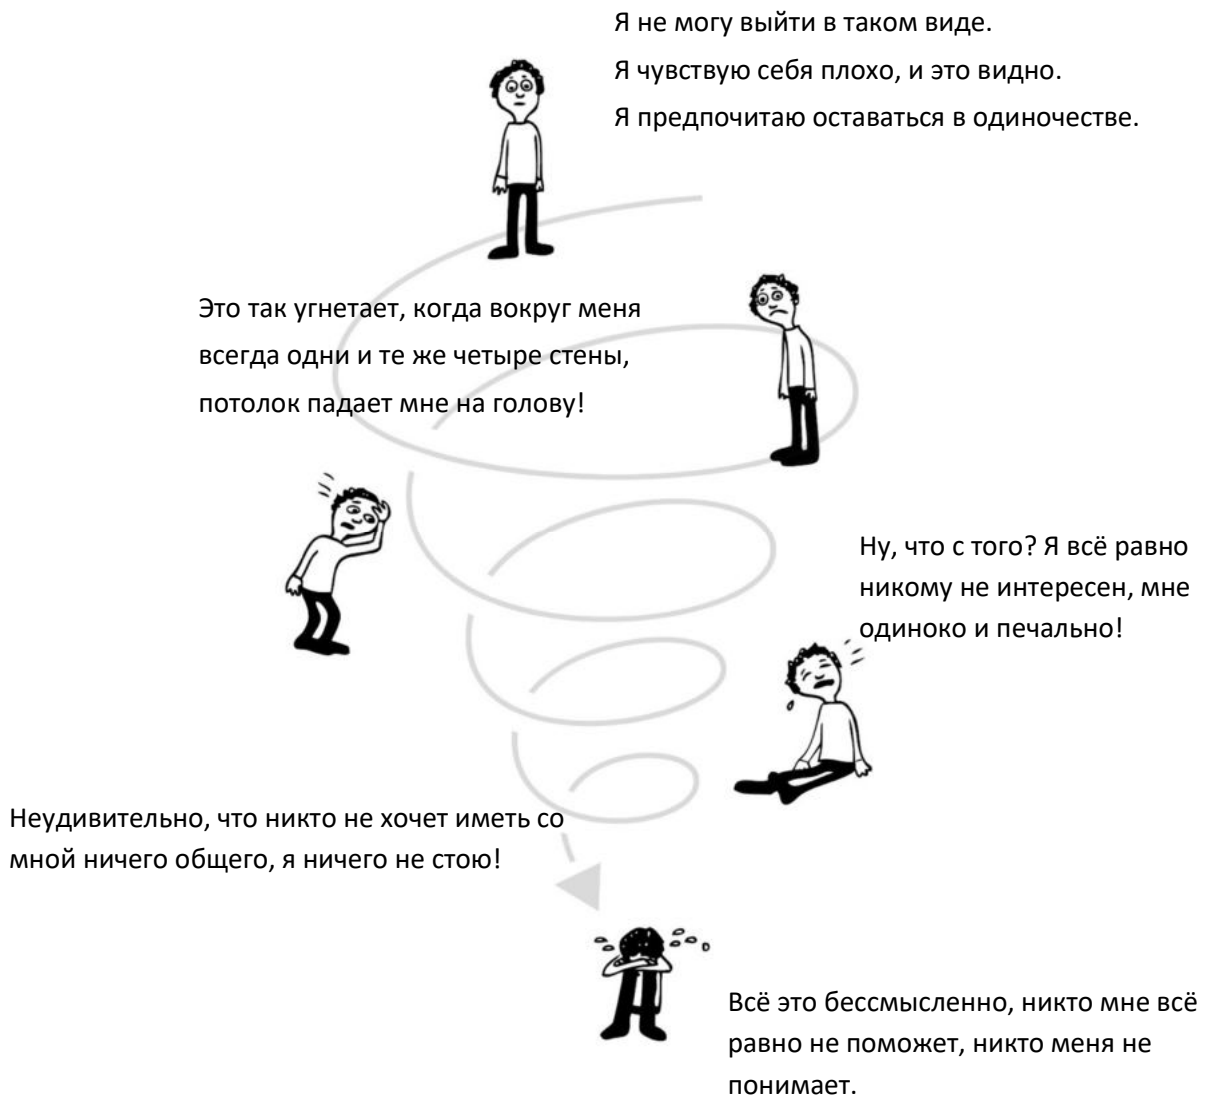 Я не могу выйти в таком виде.
Я чувствую себя плохо, и это видно.
Я предпочитаю оставаться в одиночестве.
Это так угнетает, когда вокруг меня
всегда одни и те же четыре стены,
потолок падает мне на голову!
Ну, что с того? Я всё равно
никому не интересен, мне
одиноко и печально!
Неудивительно, что никто не хочет иметь со
мной ничего общего, я ничего не стою!
Всё это бессмысленно, никто мне всё
равно не поможет, никто меня не
понимает.